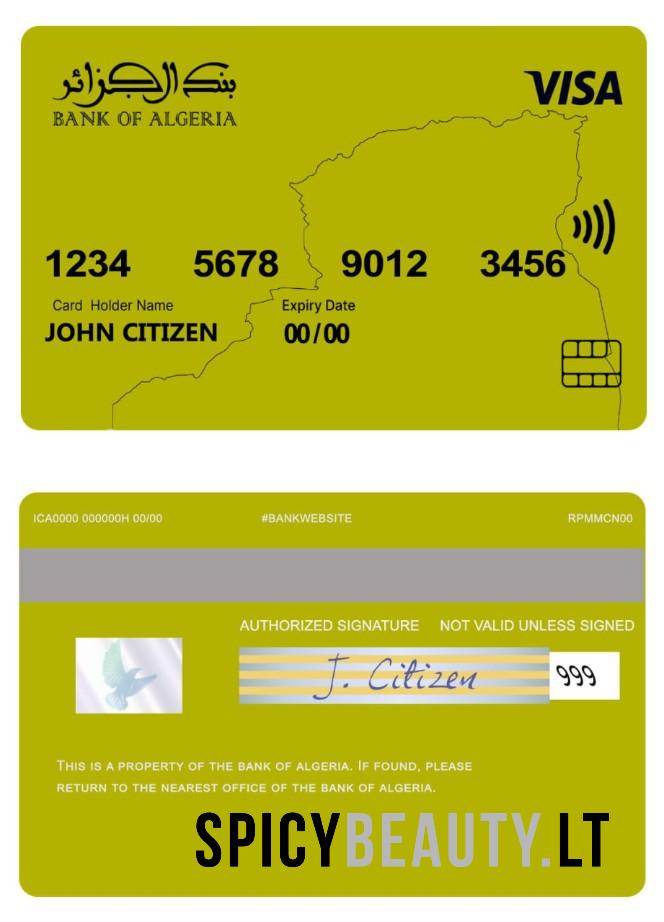 بنك الجزائر
BANK OF ALGERIA
VISA
1234 5678 9012 3456
Card Holder Name Expiry Date
JOHN CITIZEN 00/00
ICA0000 000000H 00/00 #BANKWEBSITE RPMMCN00
AUTHORIZED SIGNATURE NOT VALID UNLESS SIGNED
J. Citizen 999
THIS IS A PROPERTY OF THE BANK OF ALGERIA. IF FOUND, PLEASE
RETURN TO THE NEAREST OFFICE OF THE BANK OF ALGERIA.
SPICYBEAUTY.LT